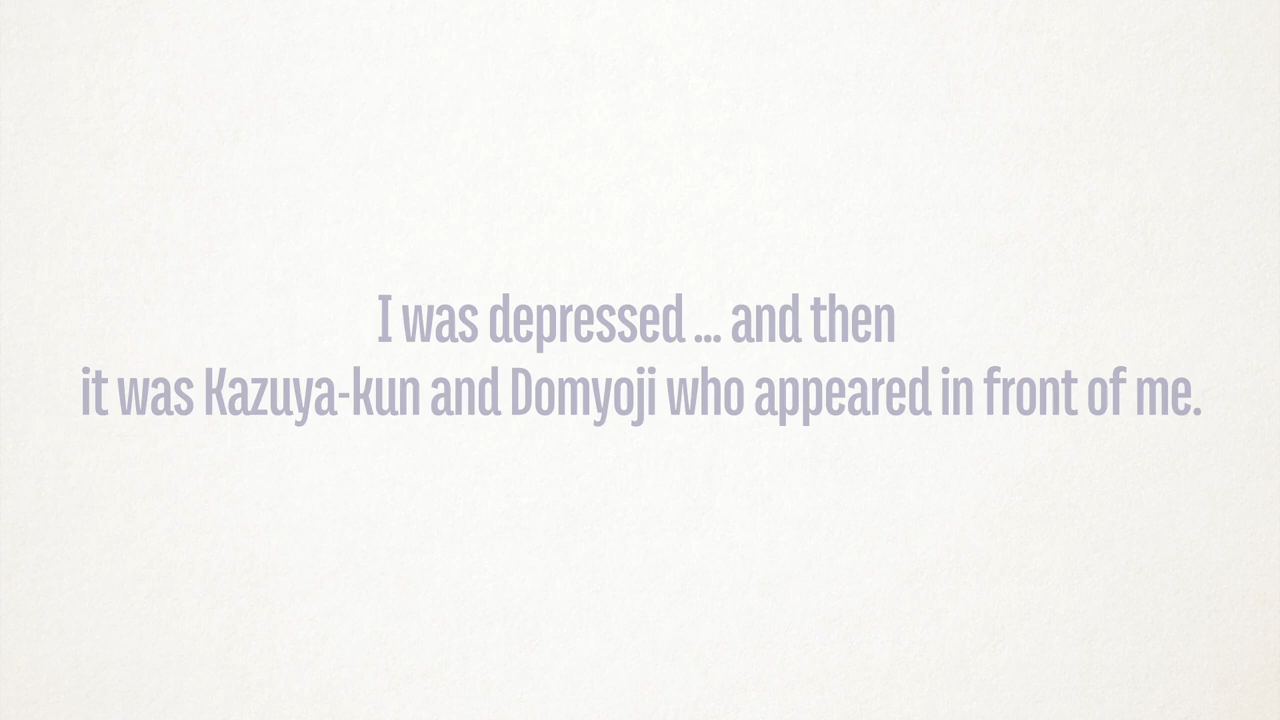 I was depressed ... and then
it was Kazuya-kun and Domyoji who appeared in front of me.